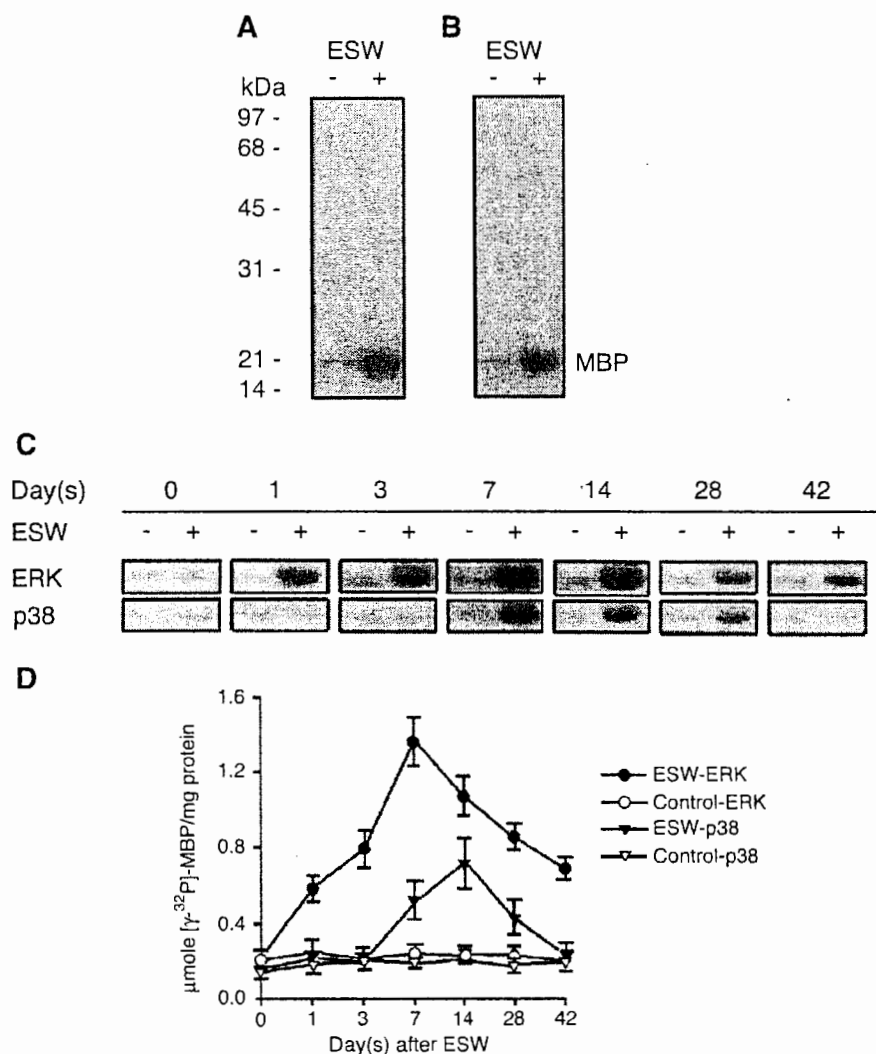 A
B
ESW
ESW
- +
- +
kDa
97 -
68 -
45 -
31 -
21 -
14 -
MBP
C
Day(s) 0 1 3 7 14 28 42
ESW - + - + - + - + - + - + - +
ERK
p38
D
1.6
1.2
0.8
0.4
0.0
µmole [γ-³²P]-MBP/mg protein
0 1 3 7 14 28 42
Day(s) after ESW
ESW-ERK
Control-ERK
ESW-p38
Control-p38